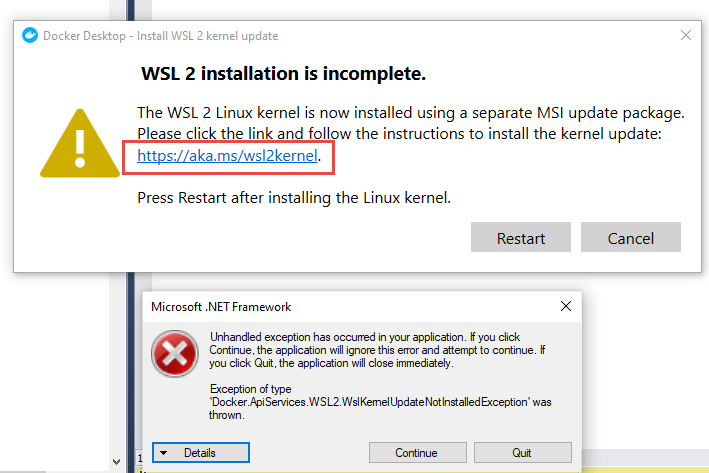 Docker Desktop - Install WSL 2 kernel update
WSL 2 installation is incomplete.
The WSL 2 Linux kernel is now installed using a separate MSI update package.
Please click the link and follow the instructions to install the kernel update:
https://aka.ms/wsl2kernel.
Press Restart after installing the Linux kernel.
Restart
Cancel
Microsoft .NET Framework
Unhandled exception has occurred in your application. If you click
Continue, the application will ignore this error and attempt to continue. If
you click Quit, the application will close immediately.
Exception of type
'Docker.ApiServices.WSL2.WslKernelUpdateNotInstalledException' was
thrown.
Details
Continue
Quit
1